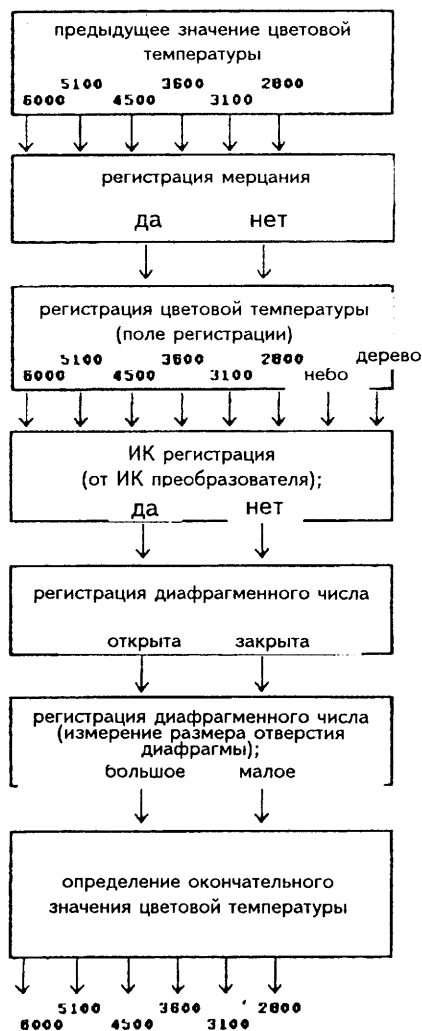 предыдущее значение цветовой
температуры
5100 3600 2800
6000 4500 3100
регистрация мерцания
да нет
регистрация цветовой температуры
(поле регистрации)
дерево
5100 3600 2800
6000 4500 3100 небо
ИК регистрация
(от ИК преобразователя);
да нет
регистрация диафрагменного числа
открыта закрыта
регистрация диафрагменного числа
(измерение размера отверстия
диафрагмы);
большое малое
определение окончательного
значения цветовой температуры
5100 3600 2800
6000 4500 3100